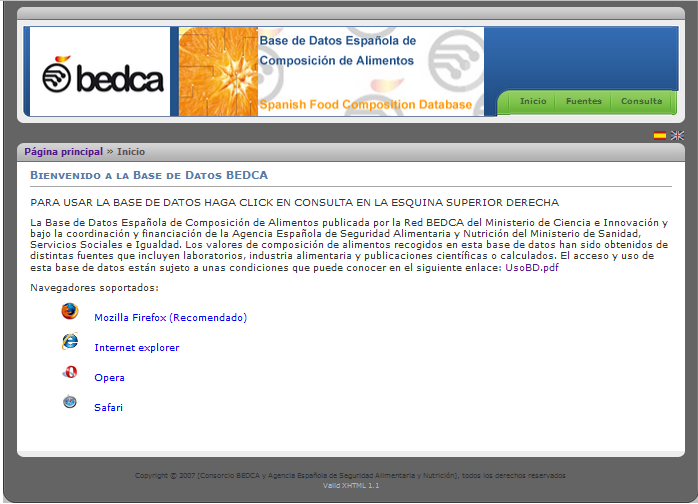 bedca
Base de Datos Española de
Composición de Alimentos
Spanish Food Composition Database
Inicio Fuentes Consulta
Página principal » Inicio
Bienvenido a la Base de Datos BEDCA
PARA USAR LA BASE DE DATOS HAGA CLICK EN CONSULTA EN LA ESQUINA SUPERIOR DERECHA
La Base de Datos Española de Composición de Alimentos publicada por la Red BEDCA del Ministerio de Ciencia e Innovación y
bajo la coordinación y financiación de la Agencia Española de Seguridad Alimentaria y Nutrición del Ministerio de Sanidad,
Servicios Sociales e Igualdad. Los valores de composición de alimentos recogidos en esta base de datos han sido obtenidos de
distintas fuentes que incluyen laboratorios, industria alimentaria y publicaciones científicas o calculados. El acceso y uso de
esta base de datos están sujeto a unas condiciones que puede conocer en el siguiente enlace: UsoBD.pdf
Navegadores soportados:
Mozilla Firefox (Recomendado)
Internet explorer
Opera
Safari
Copyright © 2007 [Consorcio BEDCA y Agencia Española de Seguridad Alimentaria y Nutrición], todos los derechos reservados
Valid XHTML 1.1